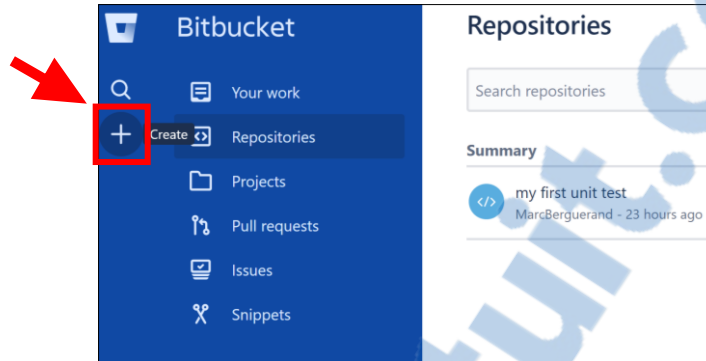 Bitbucket
Your work
Create
Repositories
Projects
Pull requests
Issues
Snippets
Repositories
Search repositories
Summary
my first unit test
MarcBerguerand - 23 hours ago